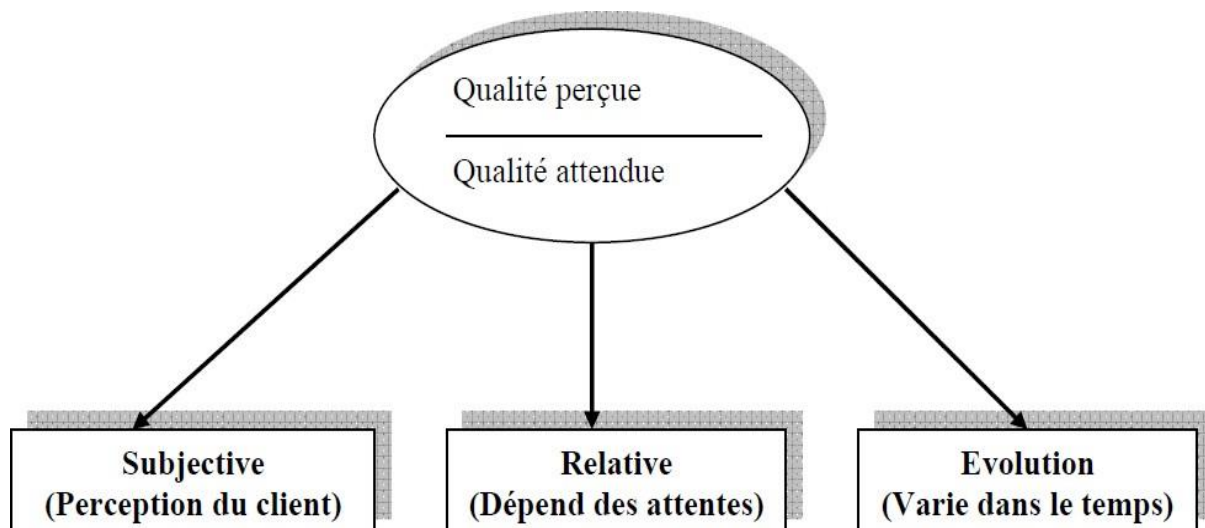 Qualité perçue
Qualité attendue
Subjective
(Perception du client)
Relative
(Dépend des attentes)
Evolution
(Varie dans le temps)